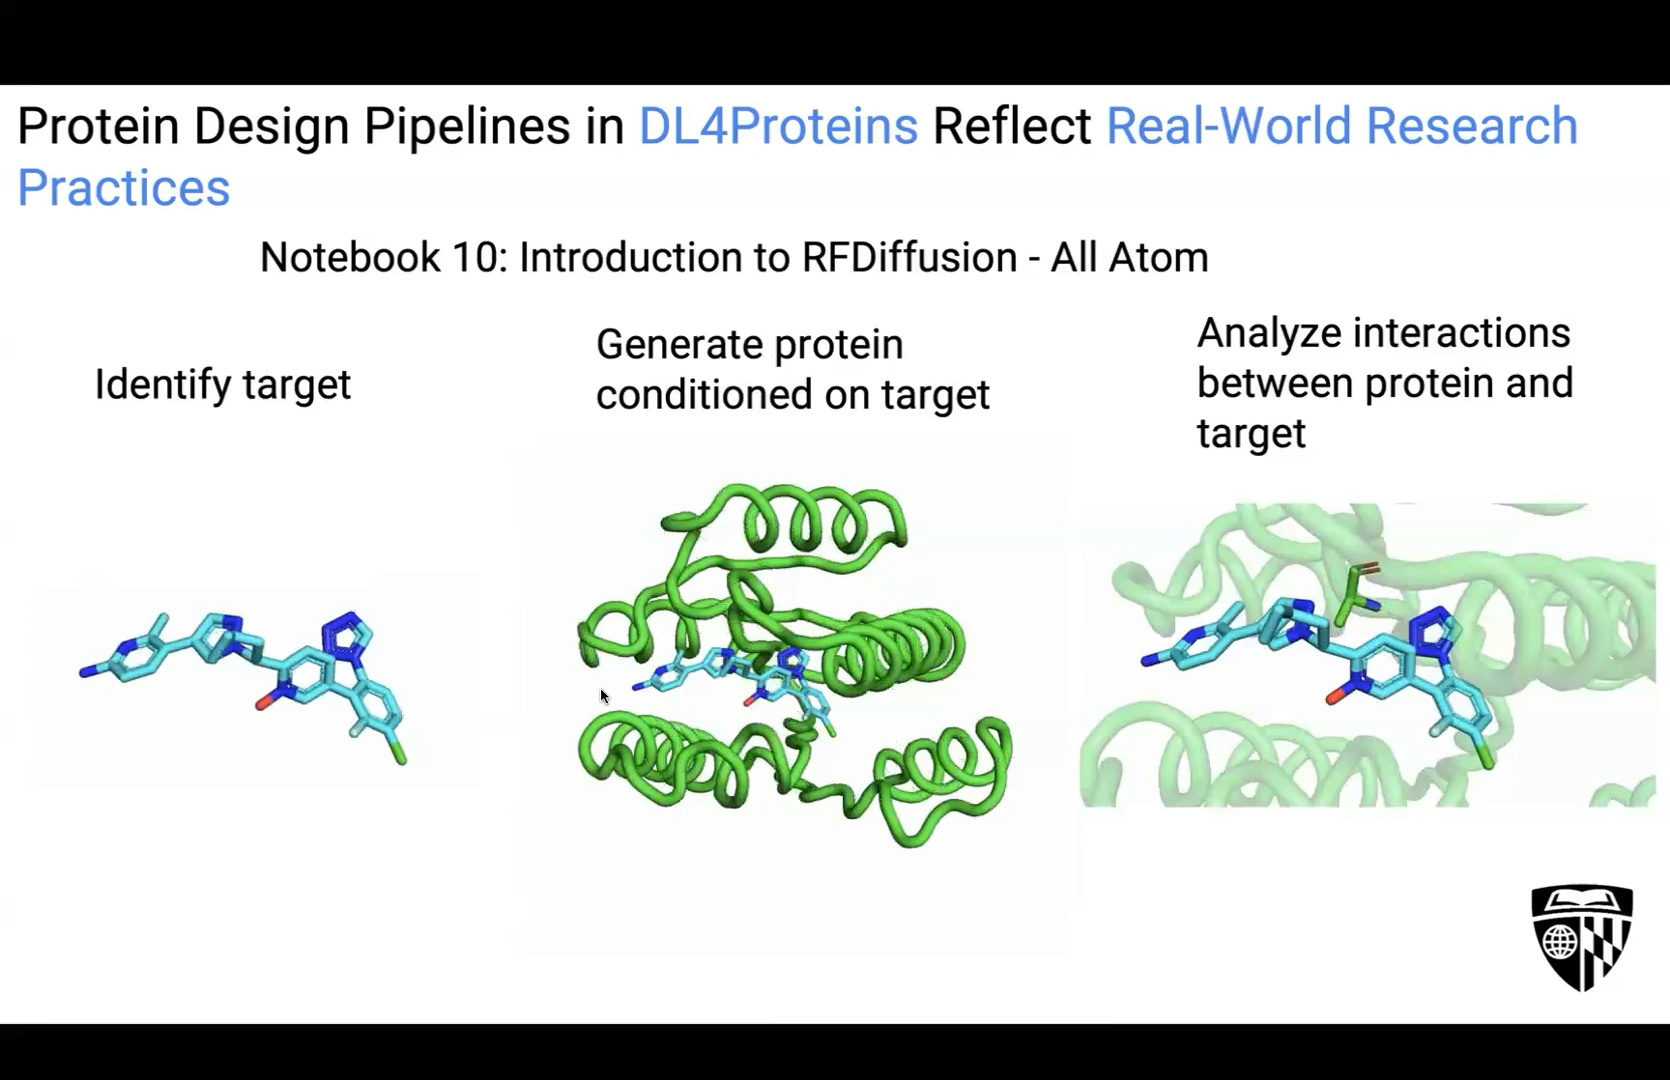 Protein Design Pipelines in DL4Proteins Reflect Real-World Research
Practices
Notebook 10: Introduction to RFDiffusion - All Atom
Identify target
Generate protein
conditioned on target
Analyze interactions
between protein and
target